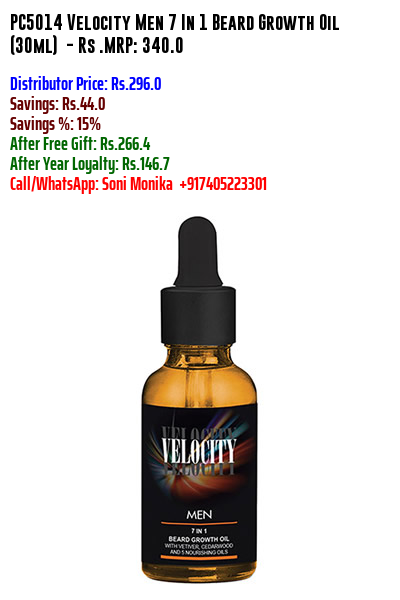 PC5014 Velocity Men 7 In 1 Beard Growth Oil
(30ml) - Rs .MRP: 340.0
Distributor Price: Rs.296.0
Savings: Rs.44.0
Savings %: 15%
After Free Gift: Rs.266.4
After Year Loyalty: Rs.146.7
Call/WhatsApp: Soni Monika +917405223301
VELOCITY
VELOCITY
VELOCITY
MEN
7 IN 1
BEARD GROWTH OIL
WITH VETIVER, CEDARWOOD
AND 5 NOURISHING OILS